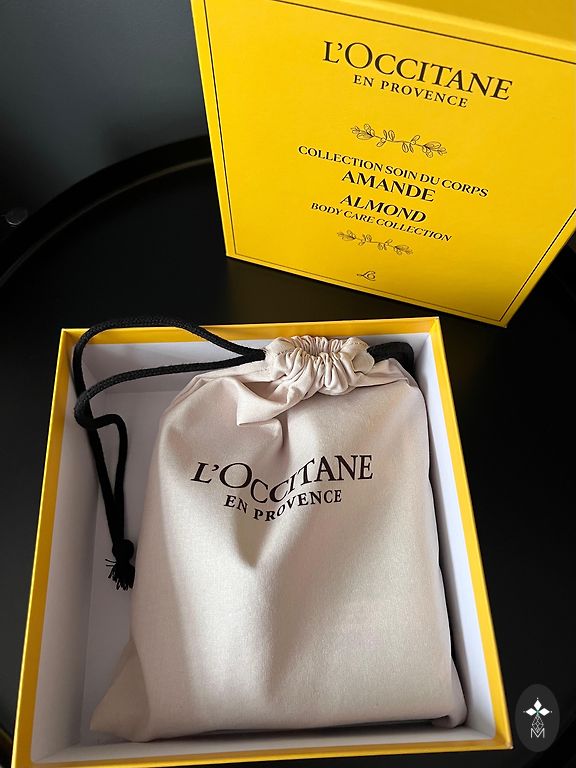 L'OCCITANE
EN PROVENCE
COLLECTION SOIN DU CORPS
AMANDE
ALMOND
BODY CARE COLLECTION
L'OCCITANE
EN PROVENCE